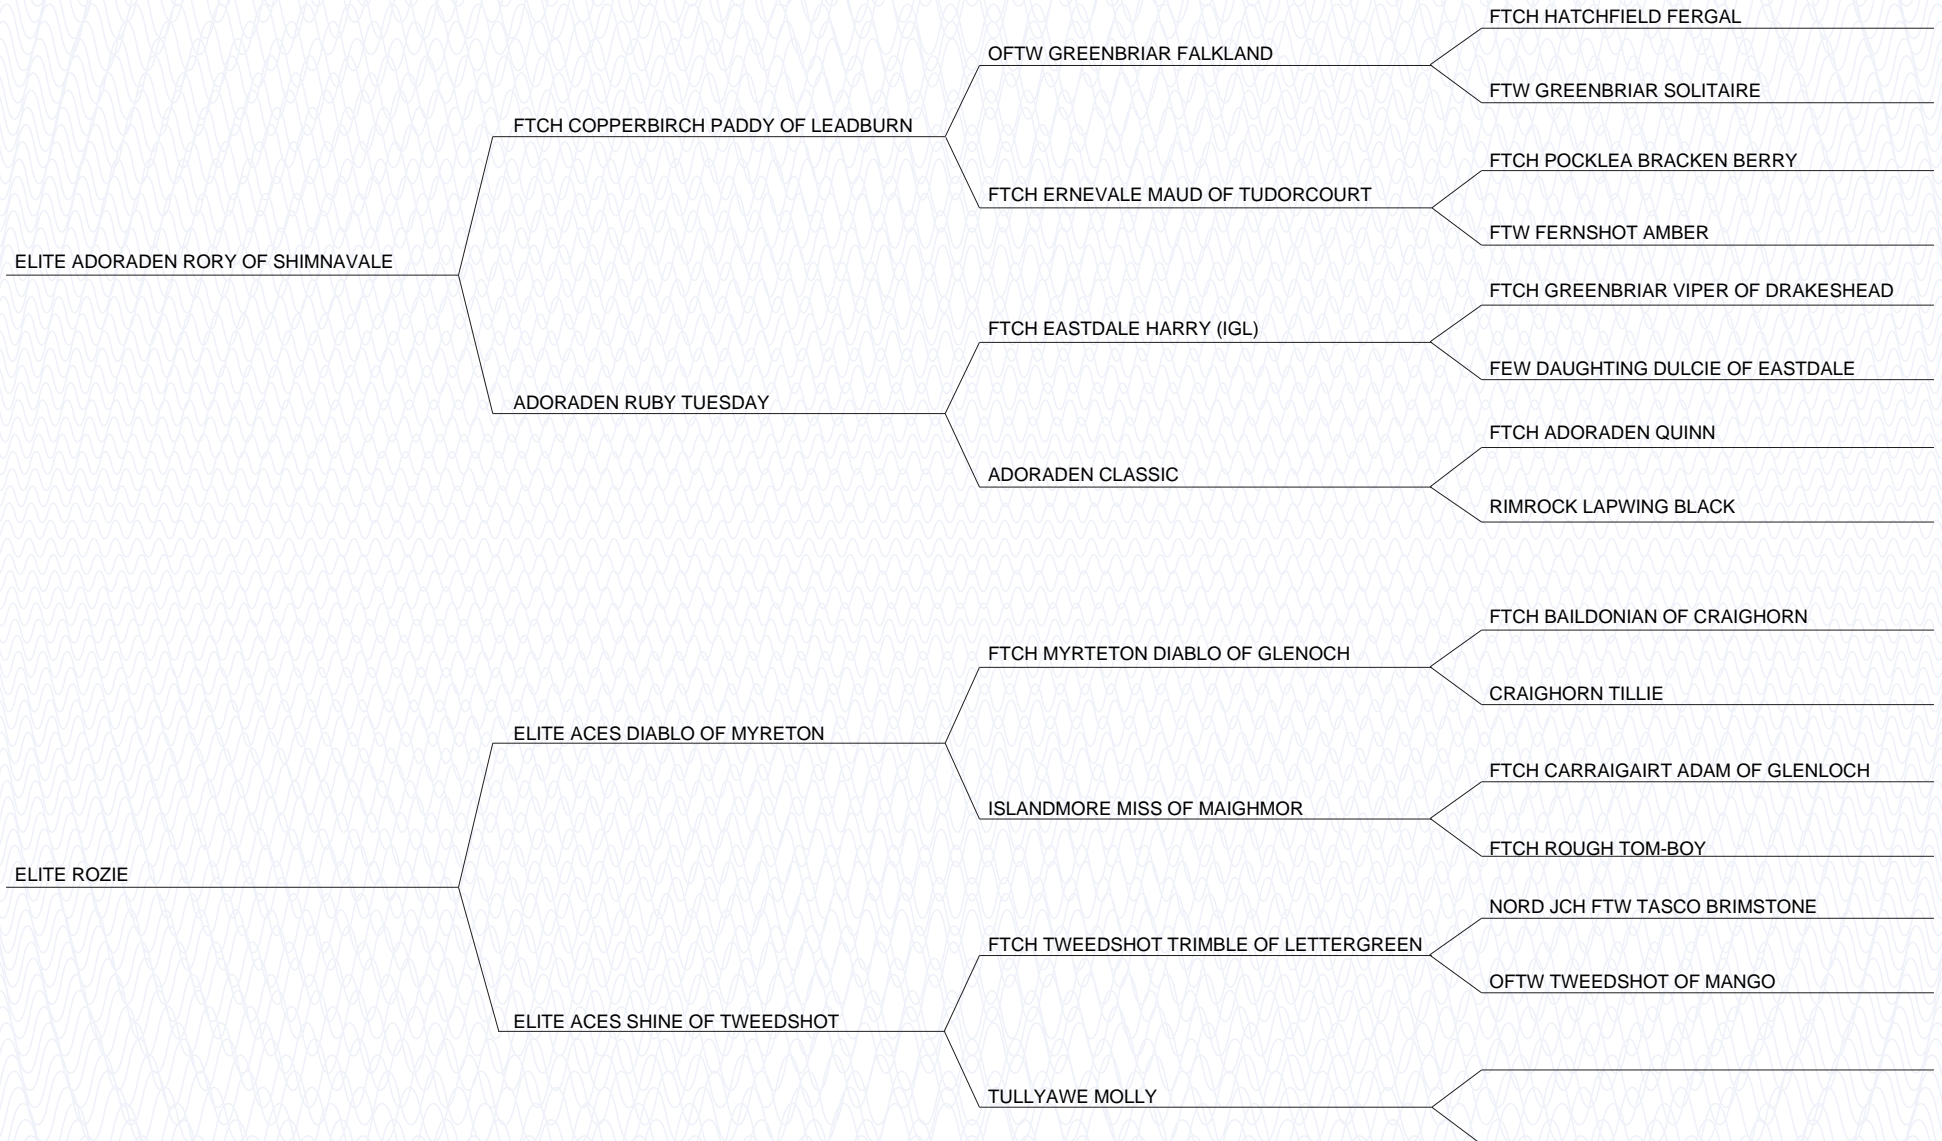 FTCH HATCHFIELD FERGAL
OFTW GREENBRIAR FALKLAND
FTW GREENBRIAR SOLITAIRE
FTCH COPPERBIRCH PADDY OF LEADBURN
FTCH POCKLEA BRACKEN BERRY
FTCH ERNEVALE MAUD OF TUDORCOURT
FTW FERNSHOT AMBER
ELITE ADORADEN RORY OF SHIMNAVALE
FTCH GREENBRIAR VIPER OF DRAKESHEAD
FTCH EASTDALE HARRY (IGL)
FEW DAUGHTING DULCIE OF EASTDALE
ADORADEN RUBY TUESDAY
FTCH ADORADEN QUINN
ADORADEN CLASSIC
RIMROCK LAPWING BLACK
FTCH BAILDONIAN OF CRAIGHORN
FTCH MYRTETON DIABLO OF GLENOCH
CRAIGHORN TILLIE
ELITE ACES DIABLO OF MYRETON
FTCH CARRAIGAIRT ADAM OF GLENLOCH
ISLANDMORE MISS OF MAIGHMOR
FTCH ROUGH TOM-BOY
ELITE ROZIE
NORD JCH FTW TASCO BRIMSTONE
FTCH TWEEDSHOT TRIMBLE OF LETTERGREEN
OFTW TWEEDSHOT OF MANGO
ELITE ACES SHINE OF TWEEDSHOT
TULLYAWE MOLLY